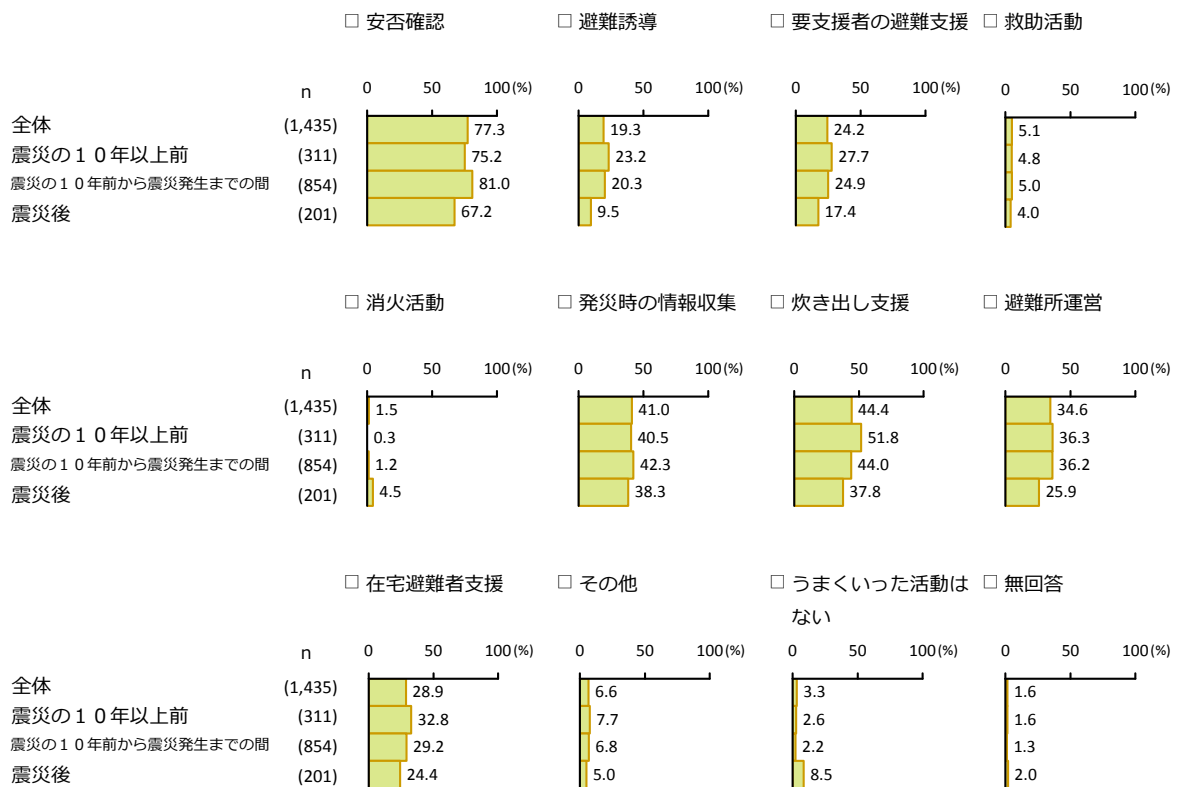 □ 安否確認 □ 避難誘導 □ 要支援者の避難支援 □ 救助活動
n 0 50 100(%) 0 50 100(%) 0 50 100(%) 0 50 100(%)
全体 (1,435) 77.3 19.3 24.2 5.1
震災の10年以上前 (311) 75.2 23.2 27.7 4.8
震災の10年前から震災発生までの間 (854) 81.0 20.3 24.9 5.0
震災後 (201) 67.2 9.5 17.4 4.0
□ 消火活動 □ 発災時の情報収集 □ 炊き出し支援 □ 避難所運営
n 0 50 100(%) 0 50 100(%) 0 50 100(%) 0 50 100(%)
全体 (1,435) 1.5 41.0 44.4 34.6
震災の10年以上前 (311) 0.3 40.5 51.8 36.3
震災の10年前から震災発生までの間 (854) 1.2 42.3 44.0 36.2
震災後 (201) 4.5 38.3 37.8 25.9
□ 在宅避難者支援 □ その他 □ うまくいった活動は □ 無回答
ない
n 0 50 100(%) 0 50 100(%) 0 50 100(%) 0 50 100(%)
全体 (1,435) 28.9 6.6 3.3 1.6
震災の10年以上前 (311) 32.8 7.7 2.6 1.6
震災の10年前から震災発生までの間 (854) 29.2 6.8 2.2 1.3
震災後 (201) 24.4 5.0 8.5 2.0